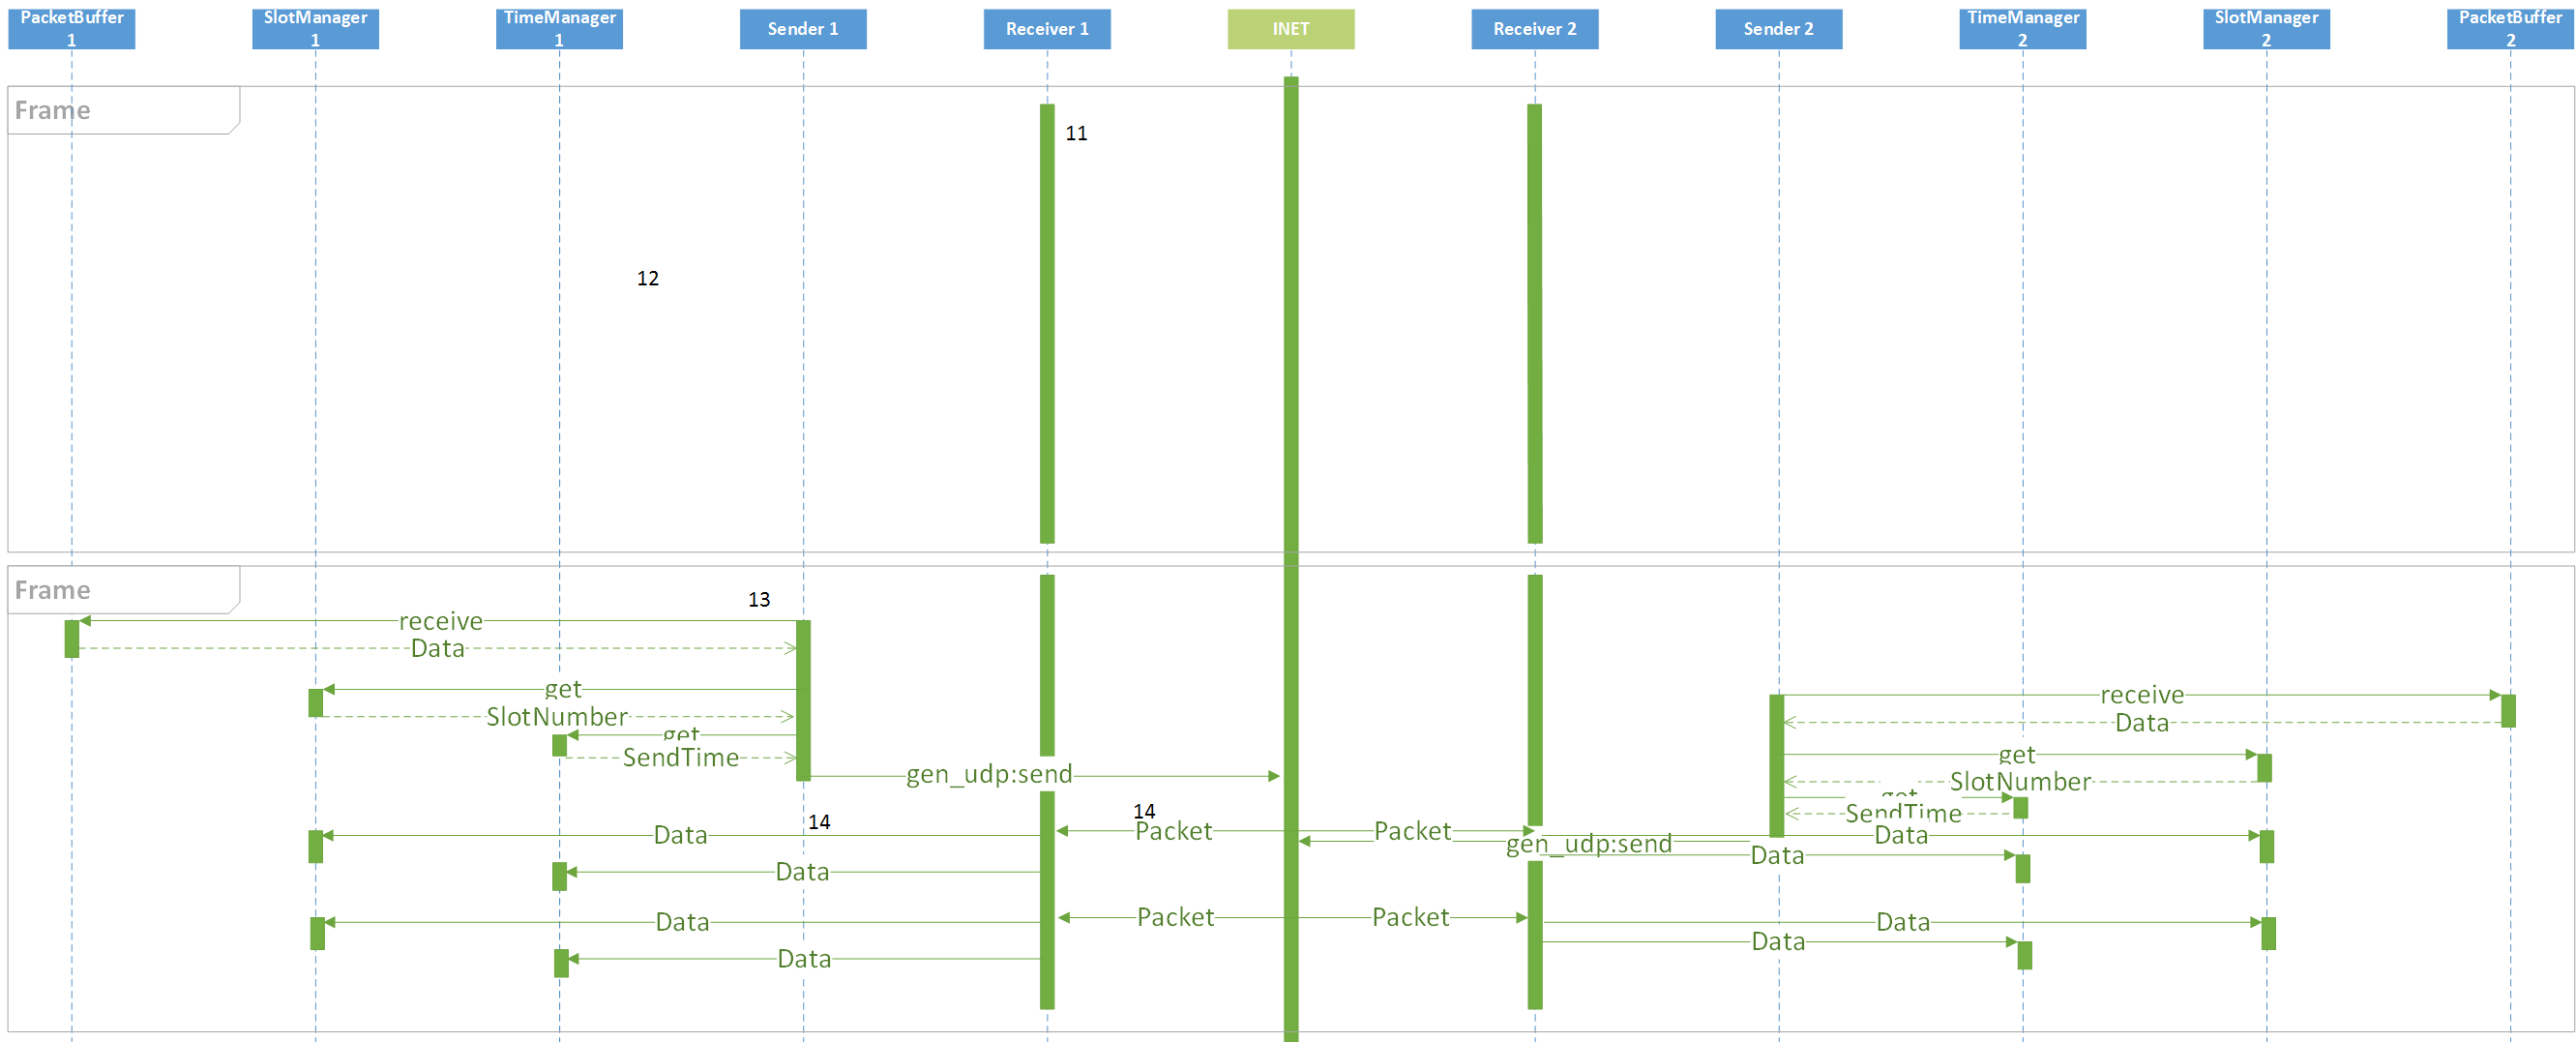 PacketBuffer
1
SlotManager
1
TimeManager
1
Sender 1
Receiver 1
INET
Receiver 2
Sender 2
TimeManager
2
SlotManager
2
PacketBuffer
2
Frame
11
12
Frame
13
receive
Data
get
SlotNumber
get
SendTime
gen_udp:send
receive
Data
get
SlotNumber
get
SendTime
14
14
Data
Packet
Packet
Data
gen_udp:send
Data
Data
Data
Packet
Packet
Data
Data
Data